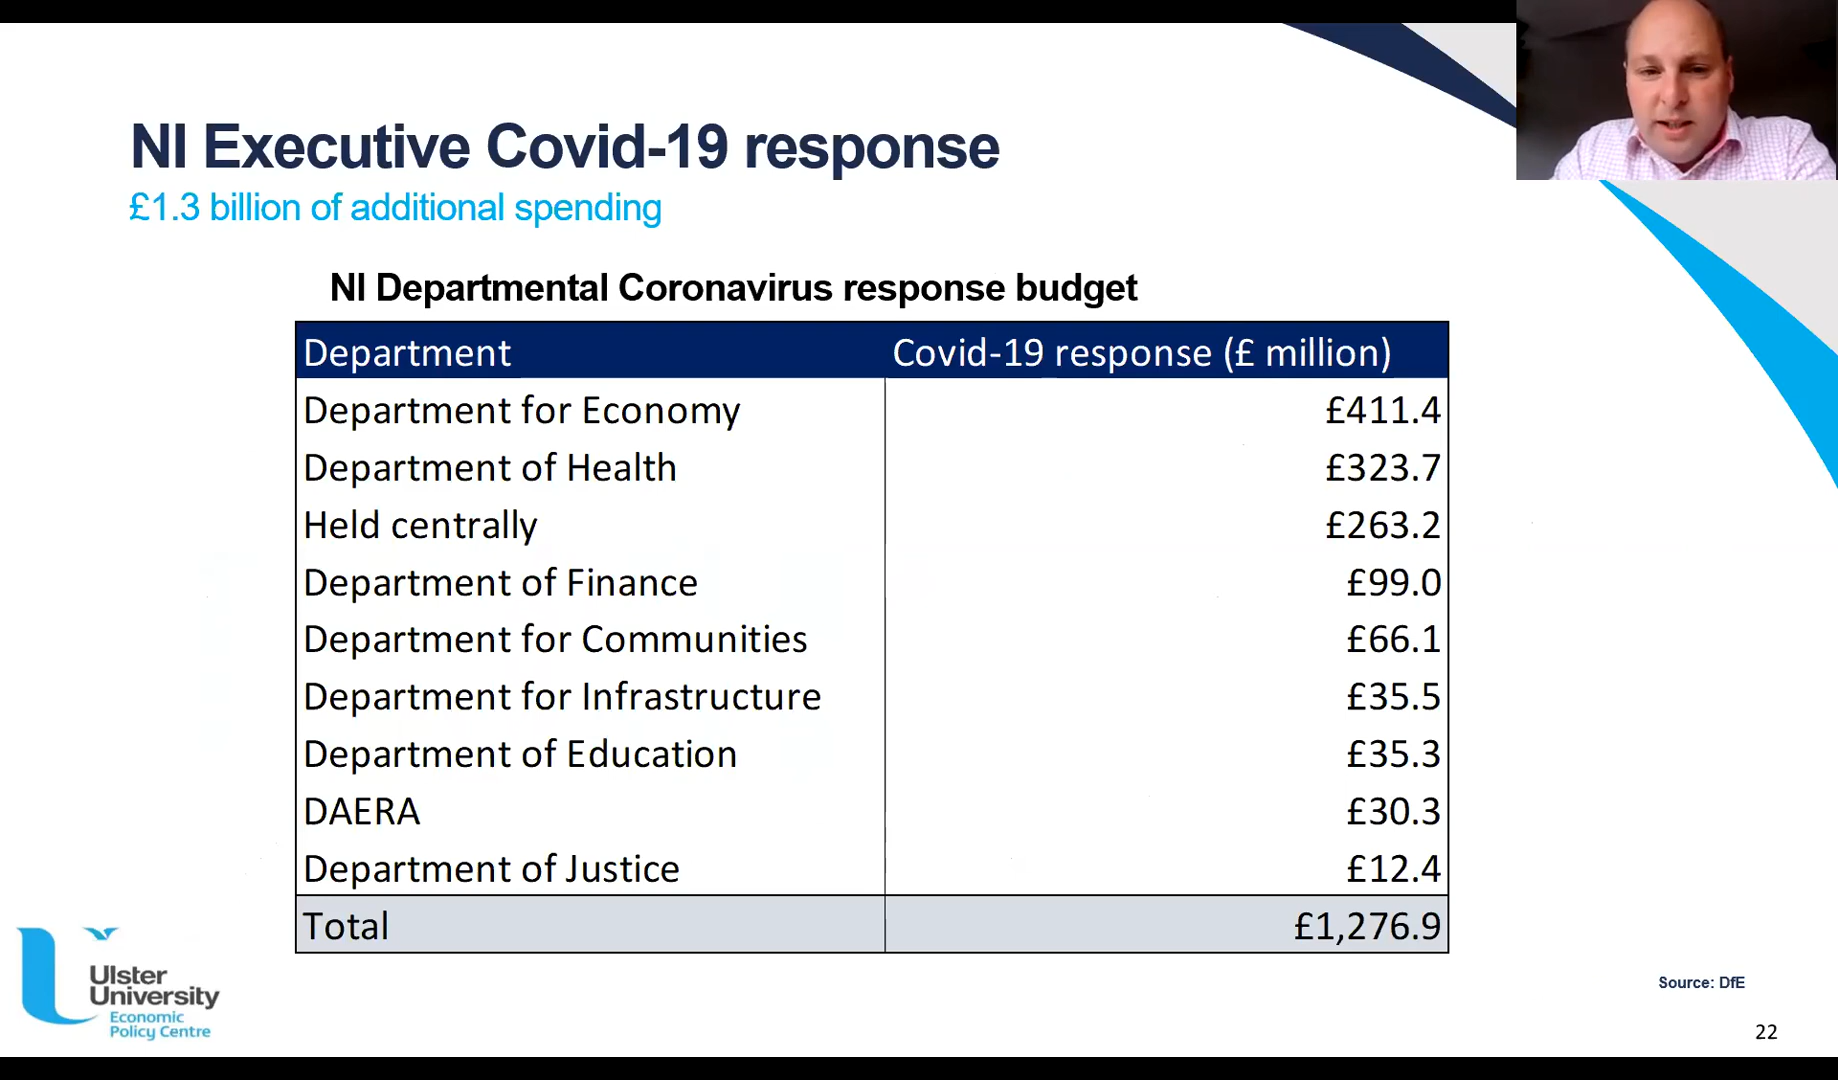 NI Executive Covid-19 response
£1.3 billion of additional spending
NI Departmental Coronavirus response budget
Department Covid-19 response (£ million)
Department for Economy £411.4
Department of Health £323.7
Held centrally £263.2
Department of Finance £99.0
Department for Communities £66.1
Department for Infrastructure £35.5
Department of Education £35.3
DAERA £30.3
Department of Justice £12.4
Total £1,276.9
Ulster
University
Economic
Policy Centre
Source: DfE
22